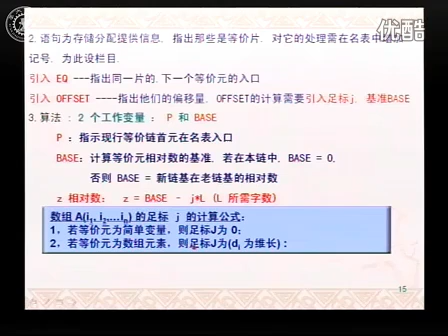 优酷
2.语句为存储分配提供信息,指出那些是等价片,对它的处理需在名表中增加
记号,为此设栏目.
引入 EQ ---指出同一片的,下一个等价元的入口
引入 OFFSET ----指出他们的偏移量,OFFSET的计算需要引入足标j,基准BASE
3.算法:2 个工作变量: P 和 BASE
P:指示现行等价链首元在名表入口
BASE:计算等价元相对数的基准,若在本链中,BASE = 0,
否则 BASE = 新链基在老链基的相对数
z 相对数: z = BASE - j*L (L 所需字数)
数组 A(i1, i2,…in) 的足标 j 的计算公式:
1,若等价元为简单变量,则足标J为 0;
2,若等价元为数组元素,则足标J为(di 为维长):
15